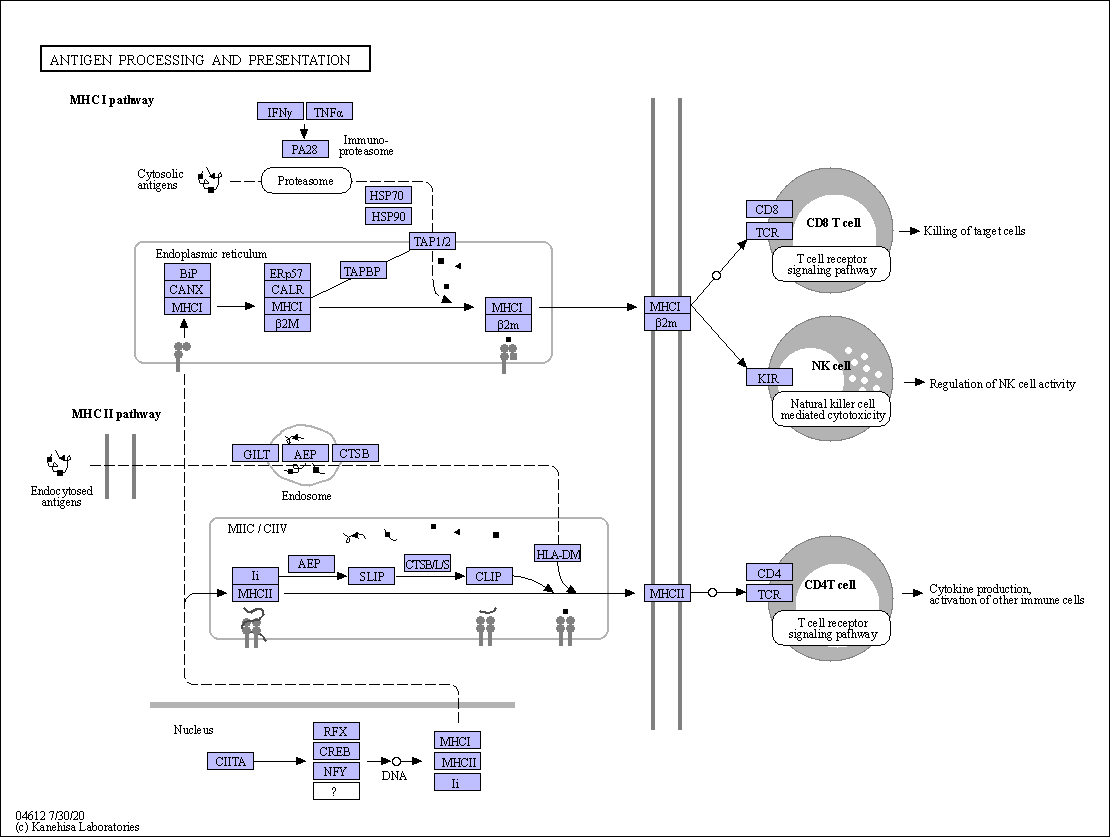 ANTIGEN PROCESSING AND PRESENTATION
MHC I pathway
IFNγ
TNFα
PA28
Immuno-
proteasome
Cytosolic
antigens
Proteasome
HSP70
HSP90
TAP1/2
Endoplasmic reticulum
BiP
CANX
MHCI
ERp57
CALR
MHCI
β2M
TAPBP
MHCI
β2m
MHCI
β2m
CD8
TCR
CD8 T cell
T cell receptor
signaling pathway
Killing of target cells
KIR
NK cell
Natural killer cell
mediated cytotoxicity
Regulation of NK cell activity
MHC II pathway
Endocytosed
antigens
GILT
AEP
CTSB
Endosome
MIIC / CIIV
Ii
MHCII
AEP
SLIP
CTSB/L/S
CLIP
HLA-DM
MHCII
CD4
TCR
CD4T cell
T cell receptor
signaling pathway
Cytokine production,
activation of other immune cells
Nucleus
CIITA
RFX
CREB
NFY
?
DNA
MHCI
MHCII
Ii
04612 7/30/20
(c) Kanehisa Laboratories